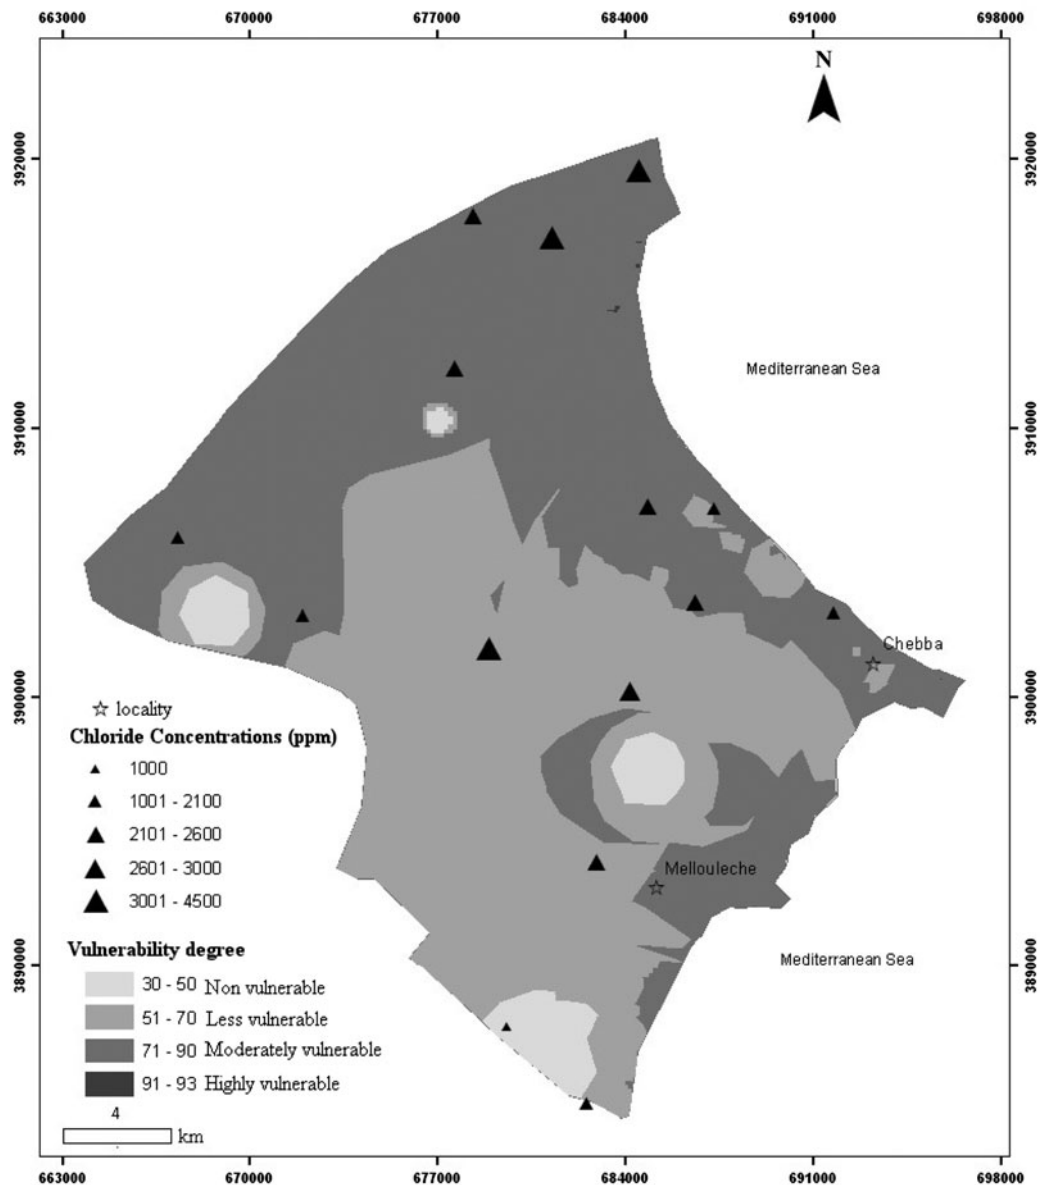 663000 670000 677000 684000 691000 698000
N
3920000 3920000
Mediterranean Sea
3910000 3910000
Chebba
3900000 3900000
locality
Chloride Concentrations (ppm)
1000
1001 - 2100
2101 - 2600
2601 - 3000
3001 - 4500
Mellouleche
Vulnerability degree
Mediterranean Sea
3890000 3890000
30 - 50 Non vulnerable
51 - 70 Less vulnerable
71 - 90 Moderately vulnerable
91 - 93 Highly vulnerable
4
km
663000 670000 677000 684000 691000 698000